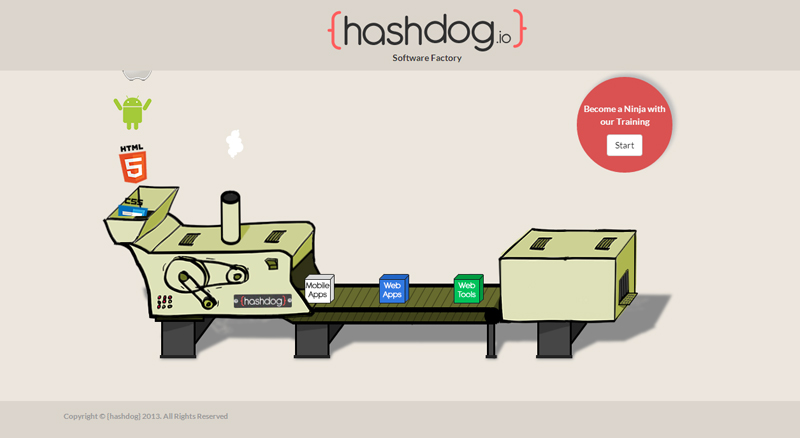 {hashdog.io}
Software Factory
Become a Ninja with
our Training
Start
HTML
5
CSS
Mobile
Apps
Web
Apps
Web
Tools
{hashdog}
Copyright © [hashdog] 2013. All Rights Reserved